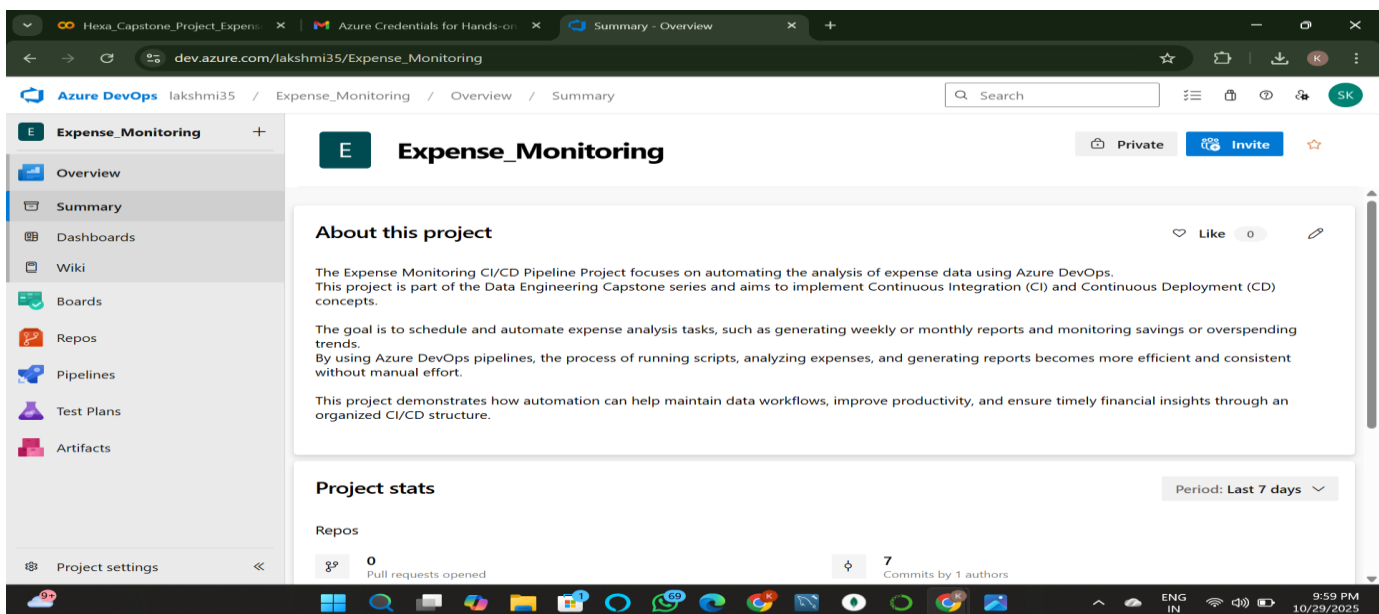 Hexa_Capstone_Project_Expens
Azure Credentials for Hands-on
Summary - Overview
dev.azure.com/lakshmi35/Expense_Monitoring
K
Azure DevOps lakshmi35 / Expense_Monitoring / Overview / Summary
Search
SK
E Expense_Monitoring
Overview
Summary
Dashboards
Wiki
Boards
Repos
Pipelines
Test Plans
Artifacts
Project settings
E Expense_Monitoring
Private
Invite
About this project
Like 0
The Expense Monitoring CI/CD Pipeline Project focuses on automating the analysis of expense data using Azure DevOps.
This project is part of the Data Engineering Capstone series and aims to implement Continuous Integration (CI) and Continuous Deployment (CD)
concepts.
The goal is to schedule and automate expense analysis tasks, such as generating weekly or monthly reports and monitoring savings or overspending
trends.
By using Azure DevOps pipelines, the process of running scripts, analyzing expenses, and generating reports becomes more efficient and consistent
without manual effort.
This project demonstrates how automation can help maintain data workflows, improve productivity, and ensure timely financial insights through an
organized CI/CD structure.
Project stats
Period: Last 7 days
Repos
0
Pull requests opened
7
Commits by 1 authors
9+
1
69
ENG
IN
9:59 PM
10/29/2025